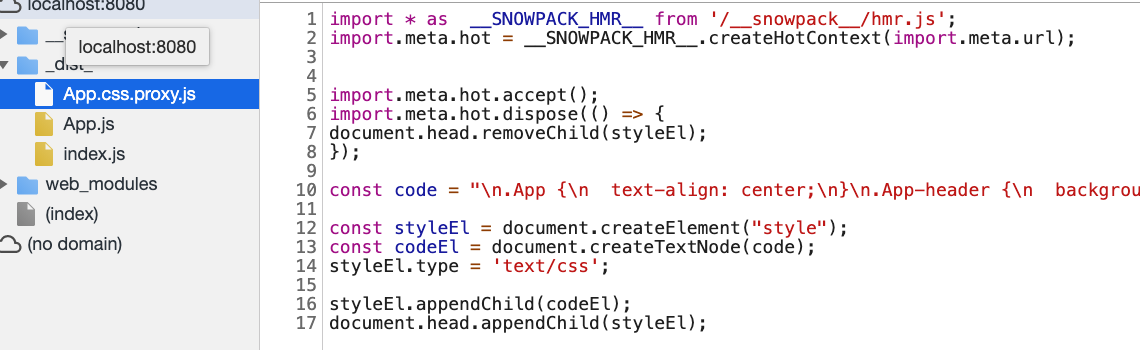 localhost:8080
__s
localhost:8080
_dist_
App.css.proxy.js
App.js
index.js
web_modules
(index)
(no domain)
1 import * as  __SNOWPACK_HMR__ from '/__snowpack__/hmr.js';
2 import.meta.hot = __SNOWPACK_HMR__.createHotContext(import.meta.url);
3
4
5 import.meta.hot.accept();
6 import.meta.hot.dispose(() => {
7 document.head.removeChild(styleEl);
8 });
9
10 const code = "\n.App {\n  text-align: center;\n}\n.App-header {\n  backgrou
11
12 const styleEl = document.createElement("style");
13 const codeEl = document.createTextNode(code);
14 styleEl.type = 'text/css';
15
16 styleEl.appendChild(codeEl);
17 document.head.appendChild(styleEl);